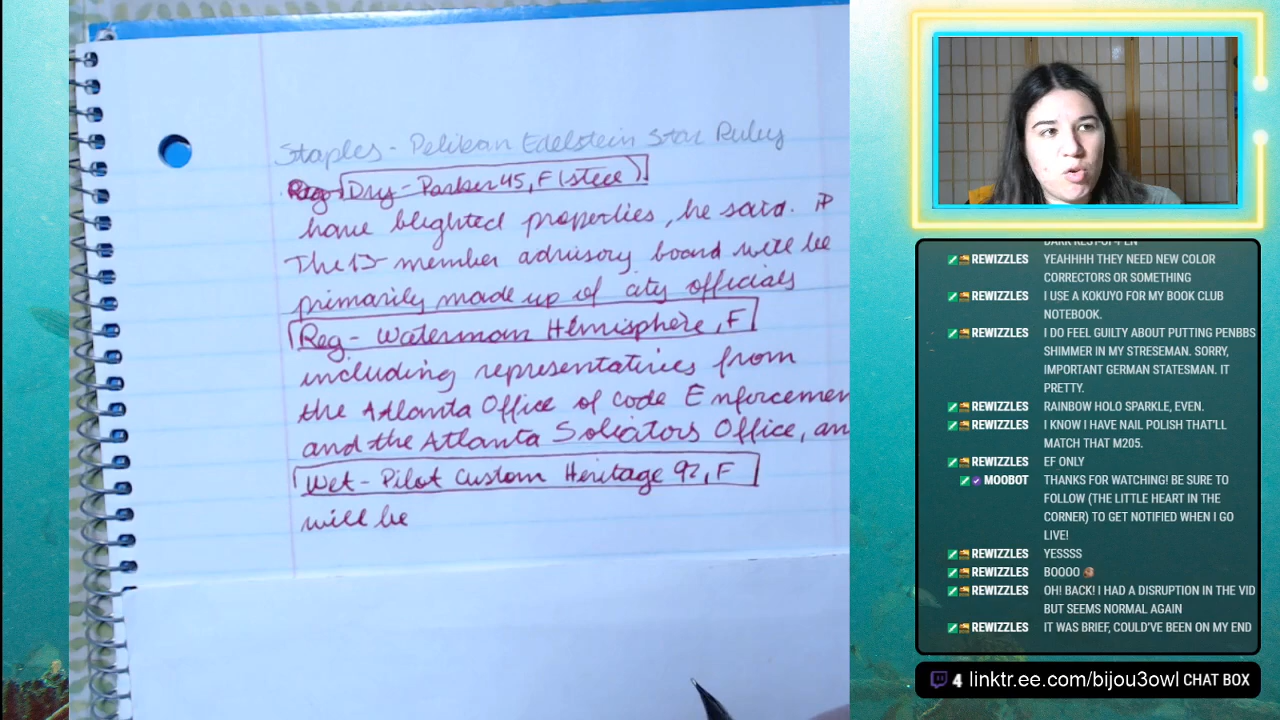 Staples - Pelikan Edelstein Star Ruby
Reg Dry - Parker 45, F (steel)
have blighted properties, he said. P
The 13-member advisory board will be
primarily made up of city officials
Reg - Waterman Hémisphère, F
including representatives from
the Atlanta Office of Code Enforcemen
and the Atlanta Solicitors Office, an
Wet - Pilot Custom Heritage 92, F
will be
DARK REST-OF-PEN
REWIZZLES YEAHHHH THEY NEED NEW COLOR
CORRECTORS OR SOMETHING
REWIZZLES I USE A KOKUYO FOR MY BOOK CLUB
NOTEBOOK.
REWIZZLES I DO FEEL GUILTY ABOUT PUTTING PENBBS
SHIMMER IN MY STRESEMAN. SORRY,
IMPORTANT GERMAN STATESMAN. IT
PRETTY.
REWIZZLES RAINBOW HOLO SPARKLE, EVEN.
REWIZZLES I KNOW I HAVE NAIL POLISH THAT'LL
MATCH THAT M205.
REWIZZLES EF ONLY
MOOBOT THANKS FOR WATCHING! BE SURE TO
FOLLOW (THE LITTLE HEART IN THE
CORNER) TO GET NOTIFIED WHEN I GO
LIVE!
REWIZZLES YESSSS
REWIZZLES BOOOO
REWIZZLES OH! BACK! I HAD A DISRUPTION IN THE VID
BUT SEEMS NORMAL AGAIN
REWIZZLES IT WAS BRIEF, COULD'VE BEEN ON MY END
4 linktr.ee.com/bijou3owl CHAT BOX